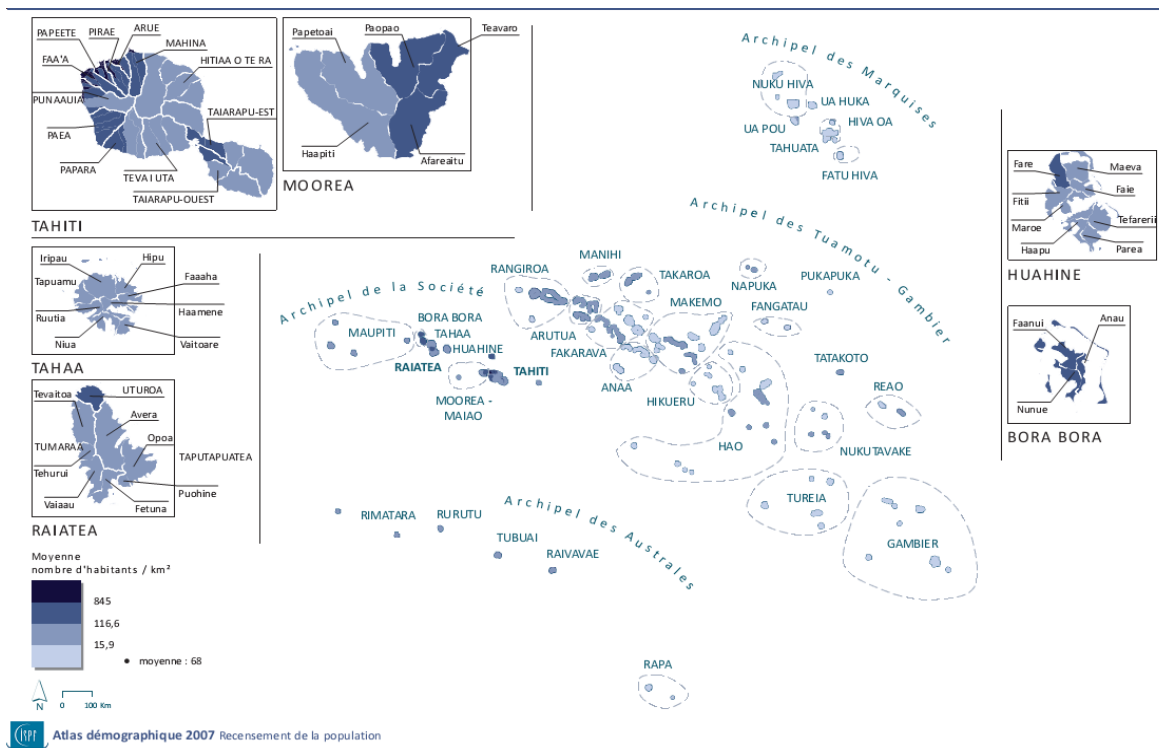 PAPEETE
PIRAE
ARUE
MAHINA
FAA'A
HITIAA O TE RA
PUNAAUIA
TAIARAPU-EST
PAEA
PAPARA
TEVA I UTA
TAIARAPU-OUEST
TAHITI
Papetoai
Paopao
Teavaro
Haapiti
Afareaitu
MOOREA
Archipel des Marquises
NUKU HIVA
UA HUKA
UA POU
HIVA OA
TAHUATA
FATU HIVA
Fare
Maeva
Fitii
Faie
Maroe
Tefarerii
Haapu
Parea
HUAHINE
Iripau
Hipu
Tapuamu
Faaaha
Ruutia
Haamene
Niua
Vaitoare
TAHAA
Archipel de la Société
Archipel des Tuamotu - Gambier
RANGIROA
MANIHI
TAKAROA
NAPUKA
PUKAPUKA
MAKEMO
FANGATAU
MAUPITI
BORA BORA
TAHAA
HUAHINE
RAIATEA
TAHITI
MOOREA -
MAIAO
ARUTUA
FAKARAVA
ANAA
HIKUERU
TATAKOTO
REAO
HAO
NUKUTAVAKE
TUREIA
GAMBIER
Faanui
Anau
Nunue
BORA BORA
Tevaitoa
UTUROA
Avera
Opoa
TUMARAA
TAPUTAPUATEA
Tehurui
Puohine
Vaiaau
Fetuna
RAIATEA
Archipel des Australes
RIMATARA
RURUTU
TUBUAI
RAIVAVAE
RAPA
Moyenne
nombre d'habitants / km²
845
116,6
15,9
moyenne : 68
N
0 100 Km
ISPF Atlas démographique 2007 Recensement de la population